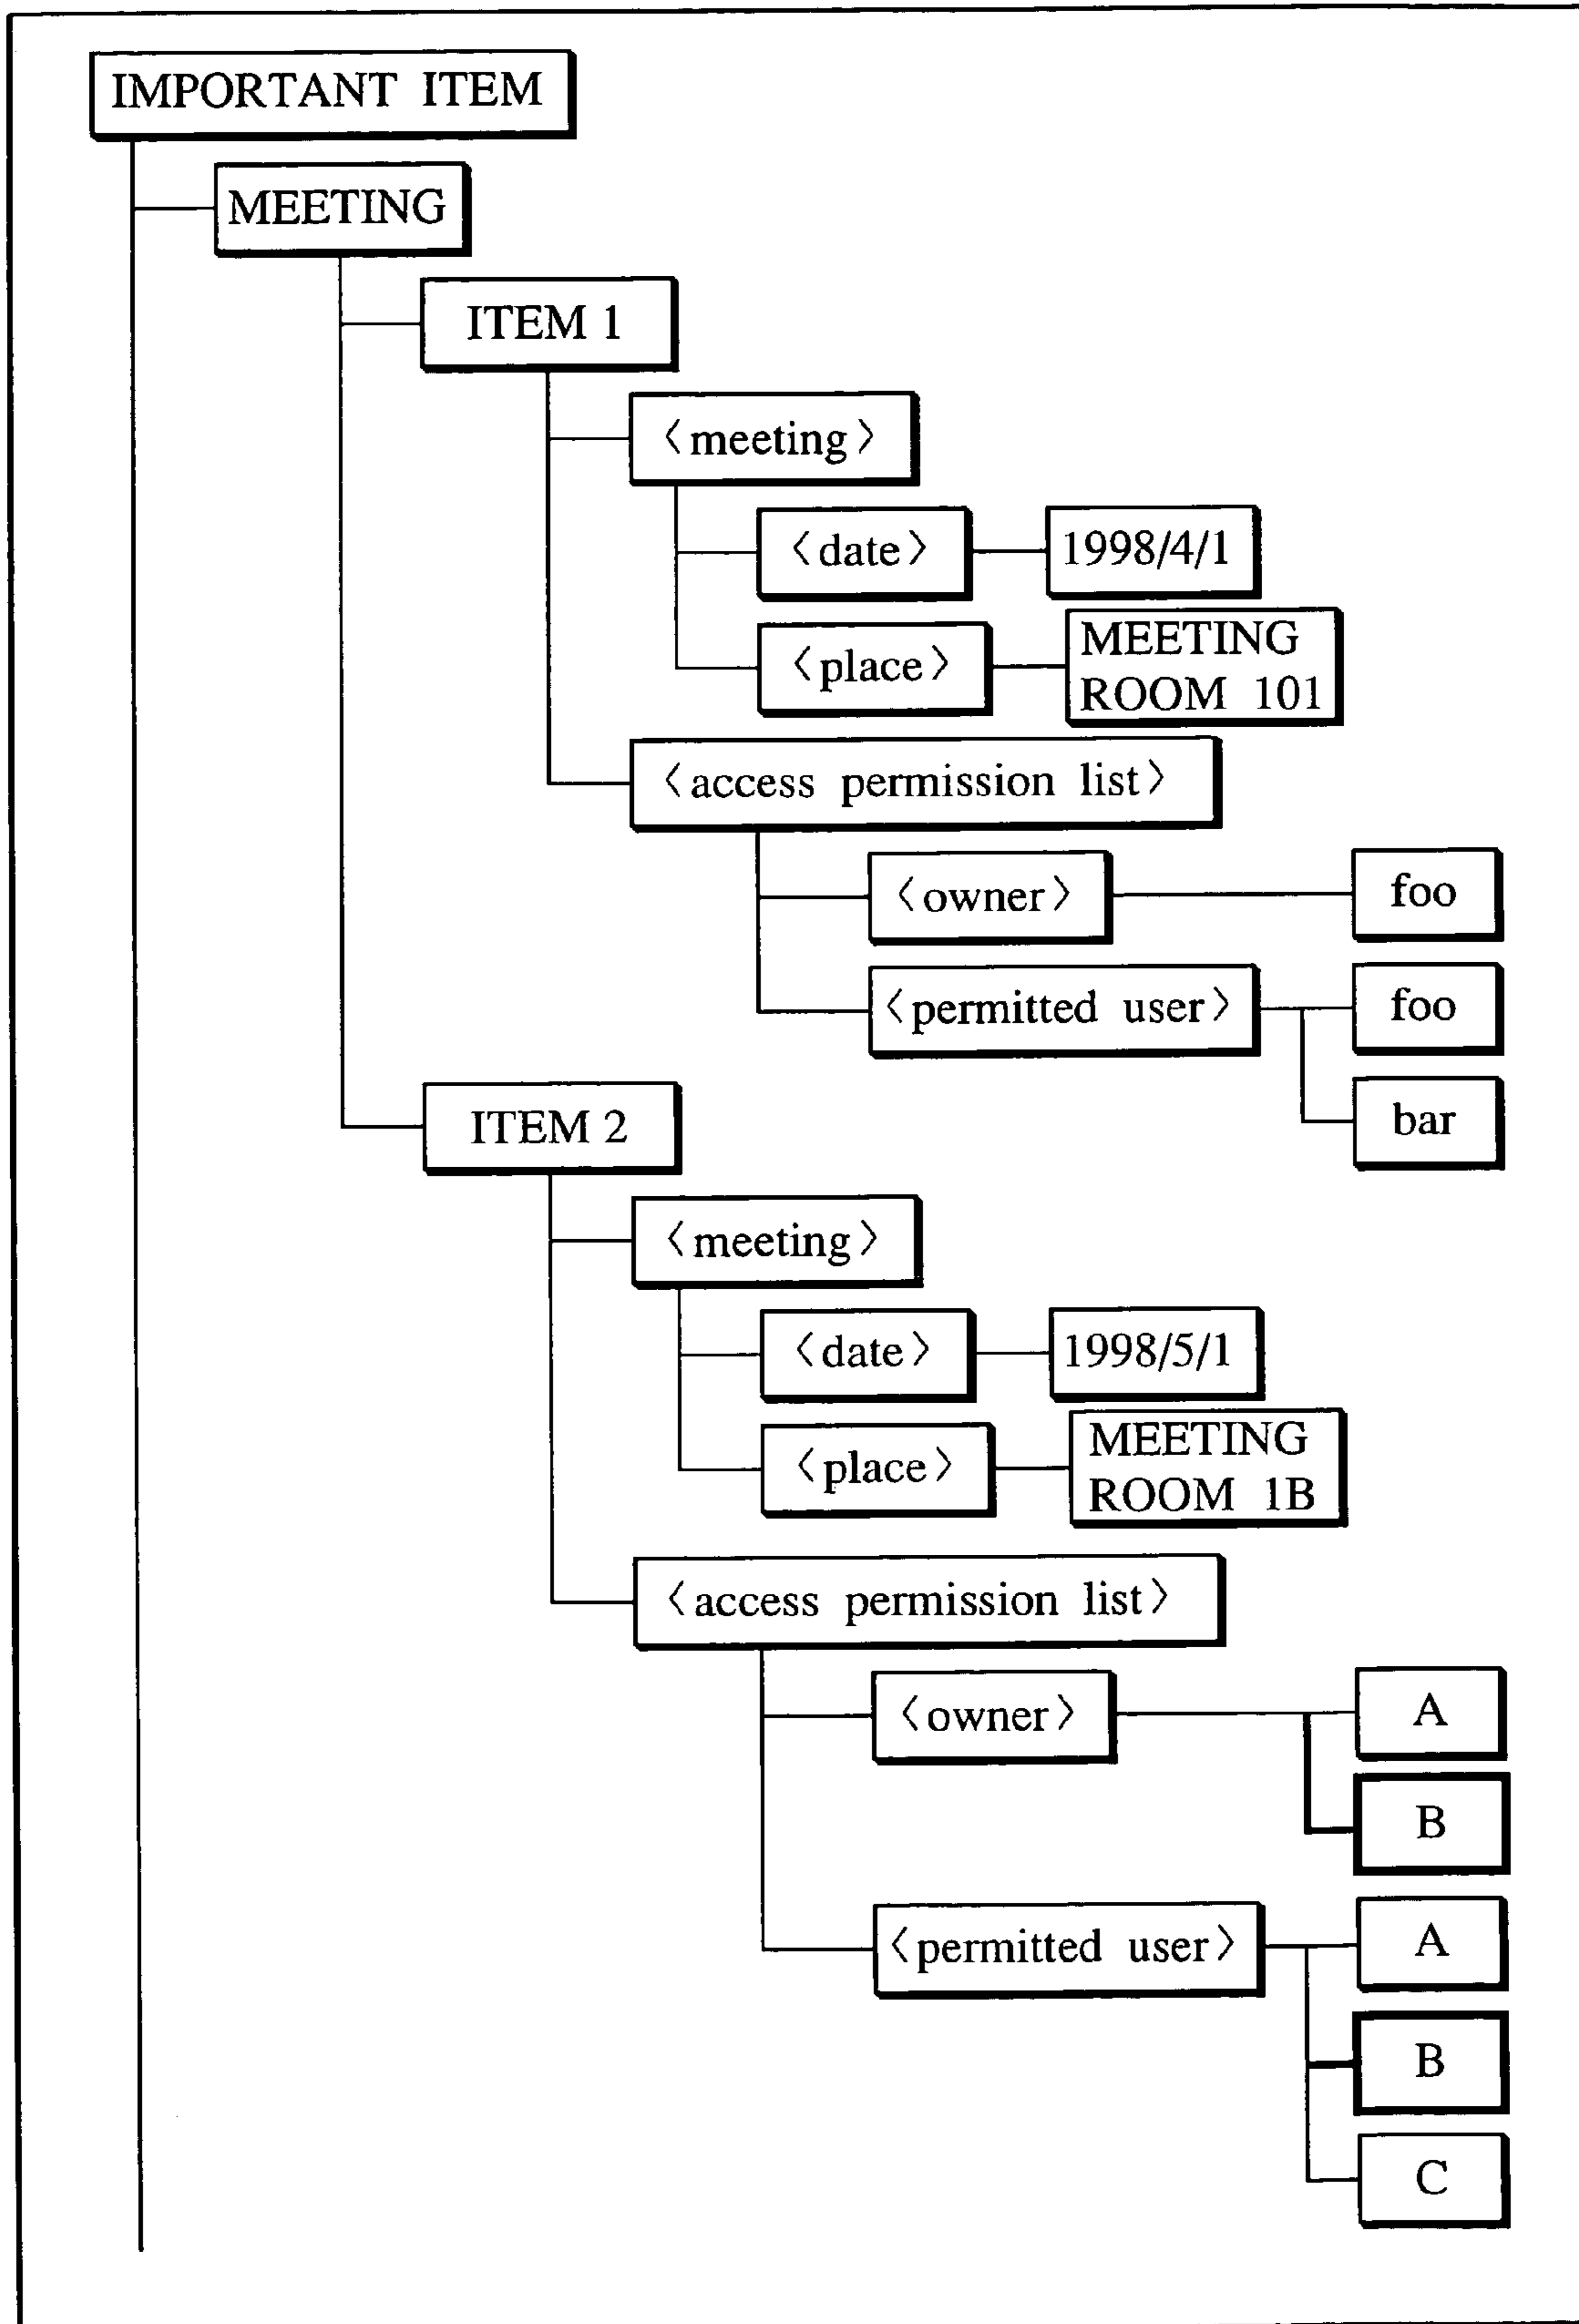 IMPORTANT ITEM
MEETING
ITEM 1
〈meeting〉
〈date〉 1998/4/1
〈place〉 MEETING
ROOM 101
〈access permission list〉
〈owner〉 foo
〈permitted user〉 foo
bar
ITEM 2
〈meeting〉
〈date〉 1998/5/1
〈place〉 MEETING
ROOM 1B
〈access permission list〉
〈owner〉 A
B
〈permitted user〉 A
B
C